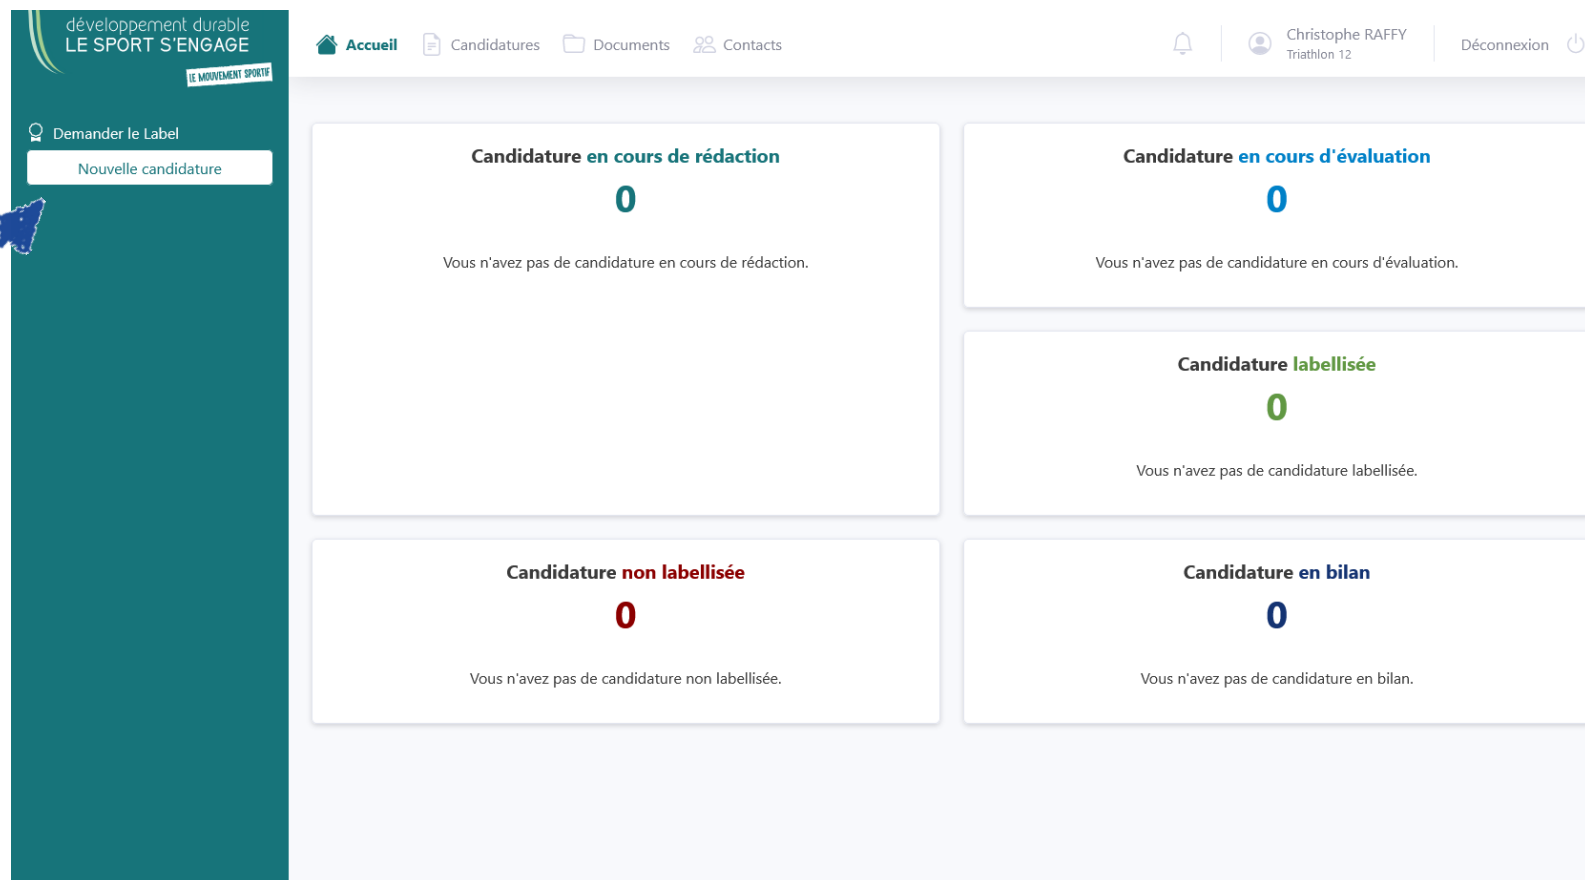 développement durable
LE SPORT S'ENGAGE
LE MOUVEMENT SPORTIF
Accueil
Candidatures
Documents
Contacts
Christophe RAFFY
Triathlon 12
Déconnexion
Demander le Label
Nouvelle candidature
Candidature en cours de rédaction
0
Vous n'avez pas de candidature en cours de rédaction.
Candidature en cours d'évaluation
0
Vous n'avez pas de candidature en cours d'évaluation.
Candidature labellisée
0
Vous n'avez pas de candidature labellisée.
Candidature non labellisée
0
Vous n'avez pas de candidature non labellisée.
Candidature en bilan
0
Vous n'avez pas de candidature en bilan.